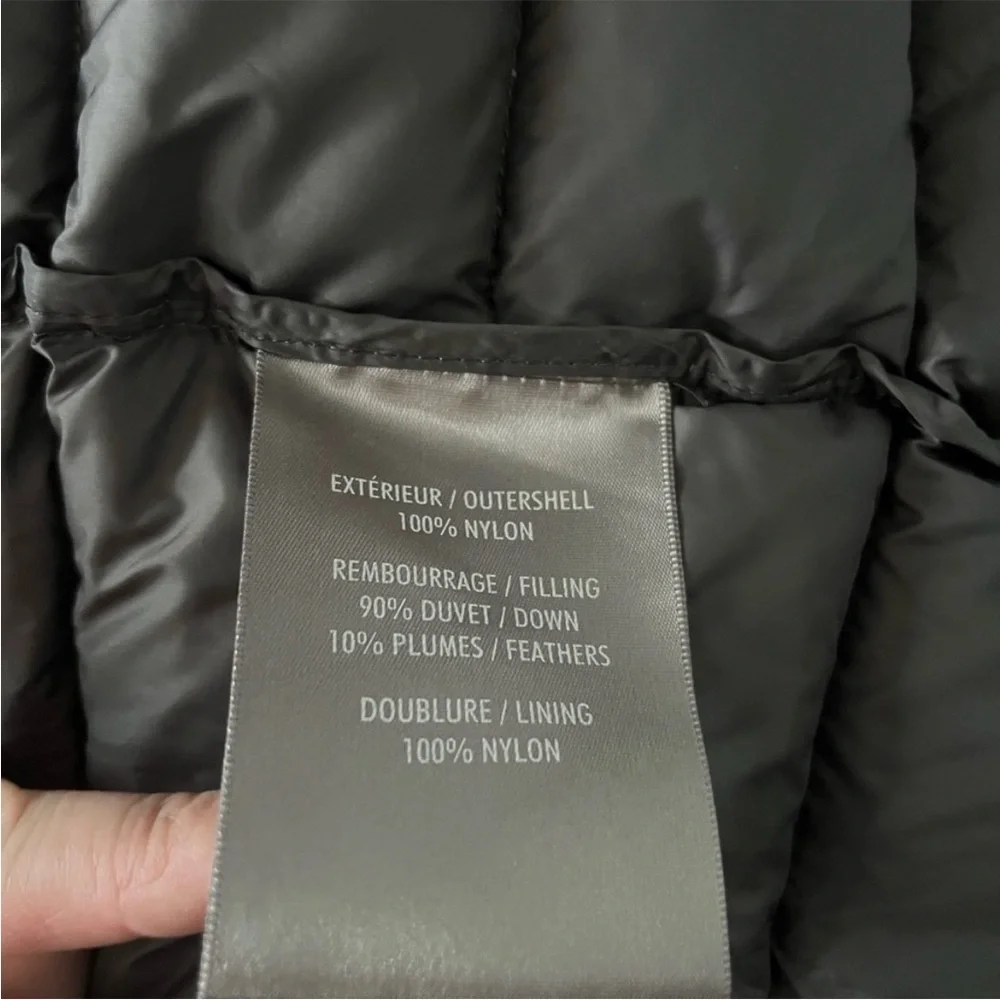 EXTÉRIEUR / OUTERSHELL
100% NYLON
REMBOURRAGE / FILLING
90% DUVET / DOWN
10% PLUMES / FEATHERS
DOUBLURE / LINING
100% NYLON